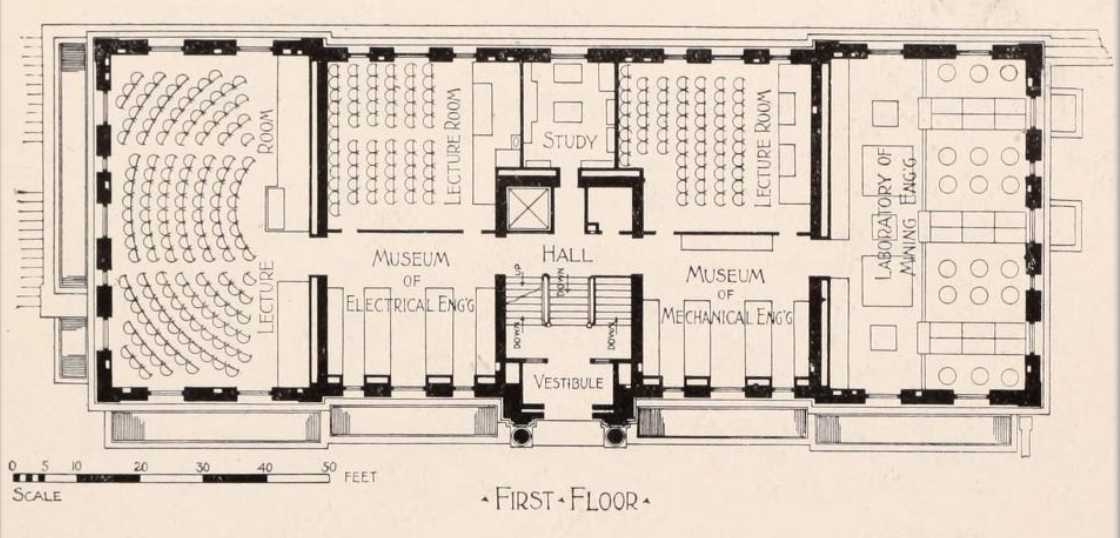 LECTURE ROOM
LECTURE ROOM
STUDY
LECTURE ROOM
LABORATORY OF
MINING ENG'G
HALL
MUSEUM
OF
ELECTRICAL ENG'G
UP
DOWN
DOWN
DOWN
MUSEUM
OF
MECHANICAL ENG'G
VESTIBULE
0 5 10 20 30 40 50 FEET
SCALE
· FIRST · FLOOR ·